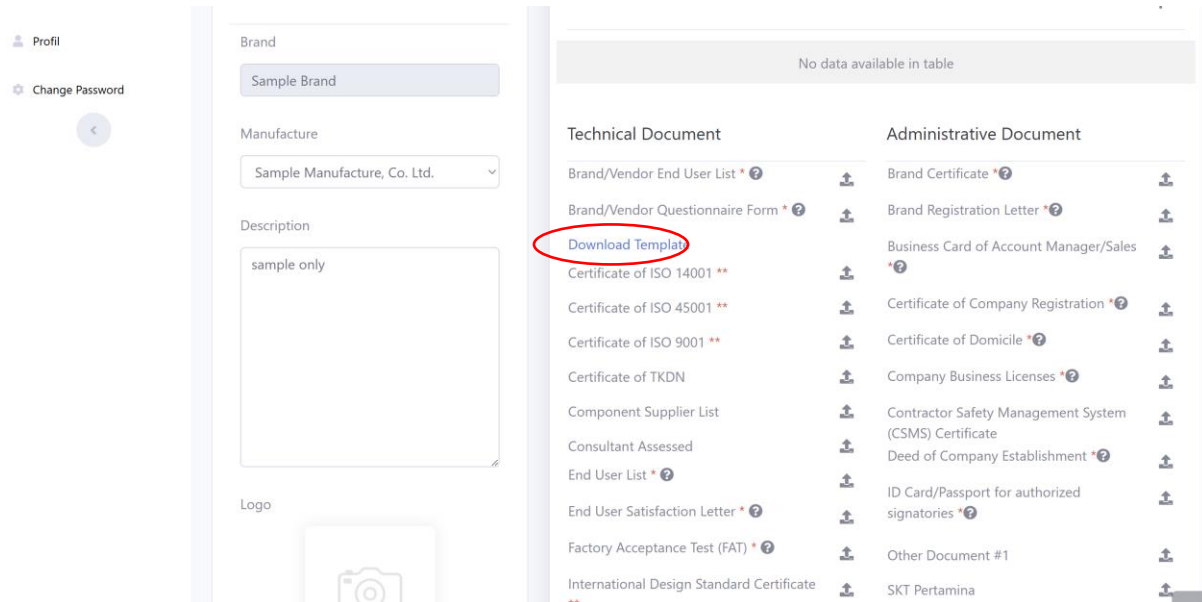 Profil
Change Password
Brand
Sample Brand
Manufacture
Sample Manufacture, Co. Ltd.
Description
sample only
Logo
No data available in table
Technical Document
Brand/Vendor End User List *
Brand/Vendor Questionnaire Form *
Download Template
Certificate of ISO 14001 **
Certificate of ISO 45001 **
Certificate of ISO 9001 **
Certificate of TKDN
Component Supplier List
Consultant Assessed
End User List *
End User Satisfaction Letter *
Factory Acceptance Test (FAT) *
International Design Standard Certificate
**
Administrative Document
Brand Certificate *
Brand Registration Letter *
Business Card of Account Manager/Sales
*
Certificate of Company Registration *
Certificate of Domicile *
Company Business Licenses *
Contractor Safety Management System
(CSMS) Certificate
Deed of Company Establishment *
ID Card/Passport for authorized
signatories *
Other Document #1
SKT Pertamina